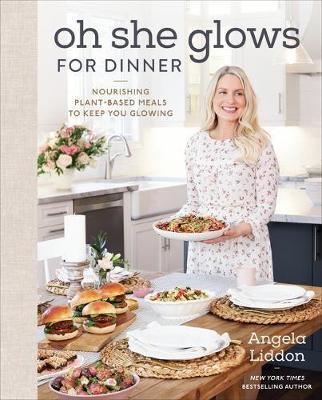 oh she glows
FOR DINNER
NOURISHING
PLANT-BASED MEALS
TO KEEP YOU GLOWING
Angela
Liddon
NEW YORK TIMES
BESTSELLING AUTHOR